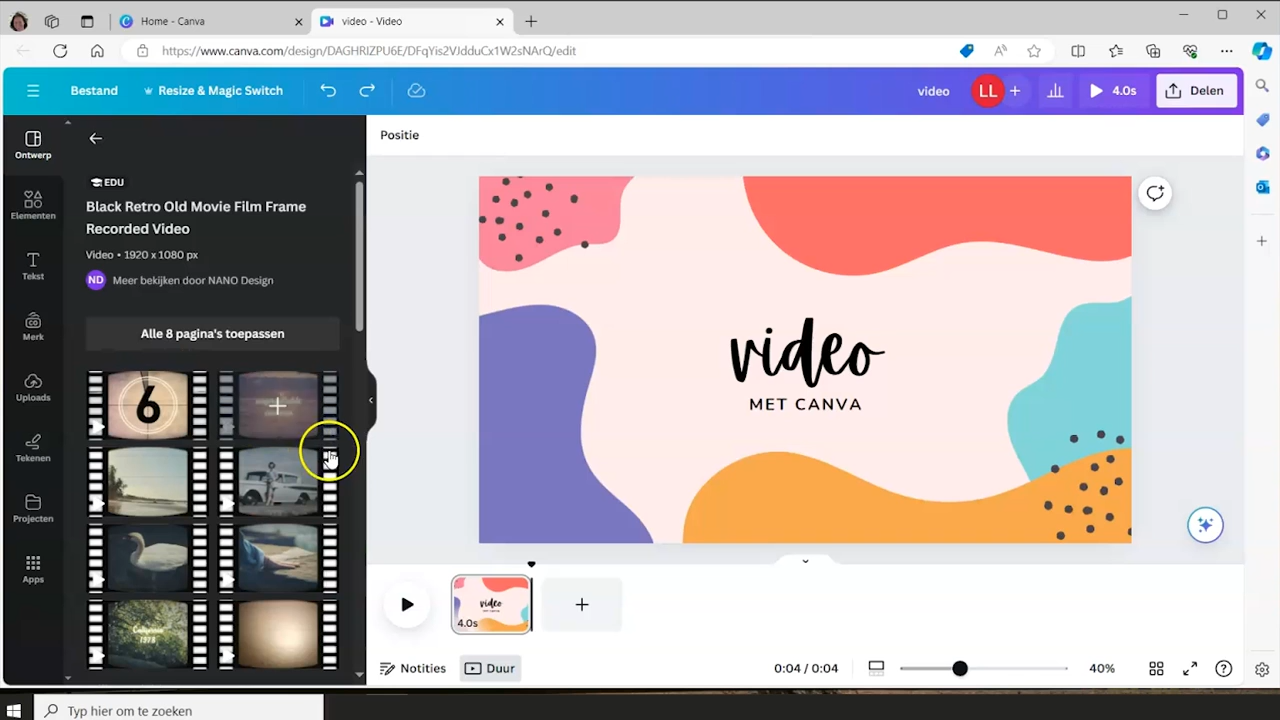 Home - Canva
video - Video
https://www.canva.com/design/DAGHRIZPU6E/DFqYis2VJdduCx1W2sNArQ/edit
Bestand
Resize & Magic Switch
video
LL
4.0s
Delen
Ontwerp
Elementen
Tekst
Merk
Uploads
Tekenen
Projecten
Apps
EDU
Black Retro Old Movie Film Frame
Recorded Video
Video • 1920 x 1080 px
ND
Meer bekijken door NANO Design
Alle 8 pagina's toepassen
6
California
1978
Positie
video
MET CANVA
video
4.0s
Notities
Duur
0:04 / 0:04
40%
Typ hier om te zoeken